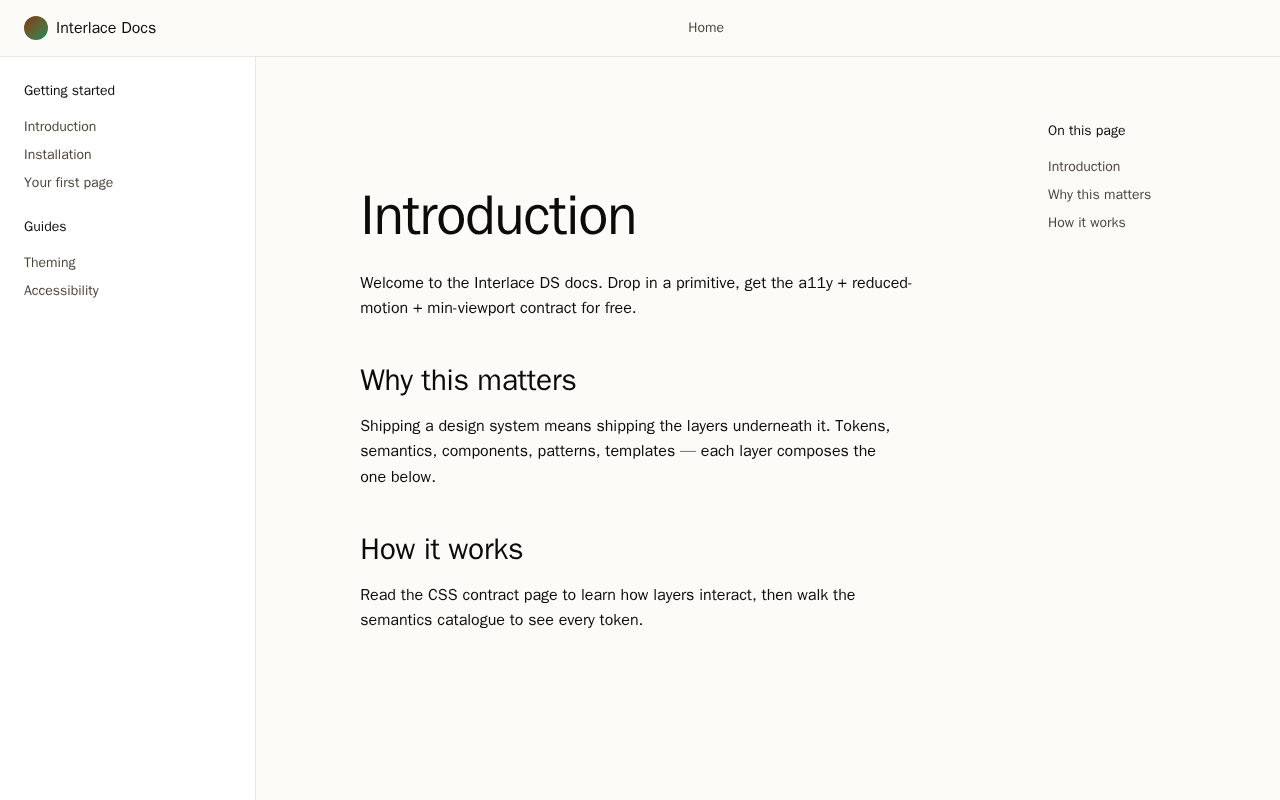 Interlace Docs
Home
Getting started
Introduction
Installation
Your first page
Guides
Theming
Accessibility
Introduction
Welcome to the Interlace DS docs. Drop in a primitive, get the a11y + reduced-
motion + min-viewport contract for free.
Why this matters
Shipping a design system means shipping the layers underneath it. Tokens,
semantics, components, patterns, templates — each layer composes the
one below.
How it works
Read the CSS contract page to learn how layers interact, then walk the
semantics catalogue to see every token.
On this page
Introduction
Why this matters
How it works